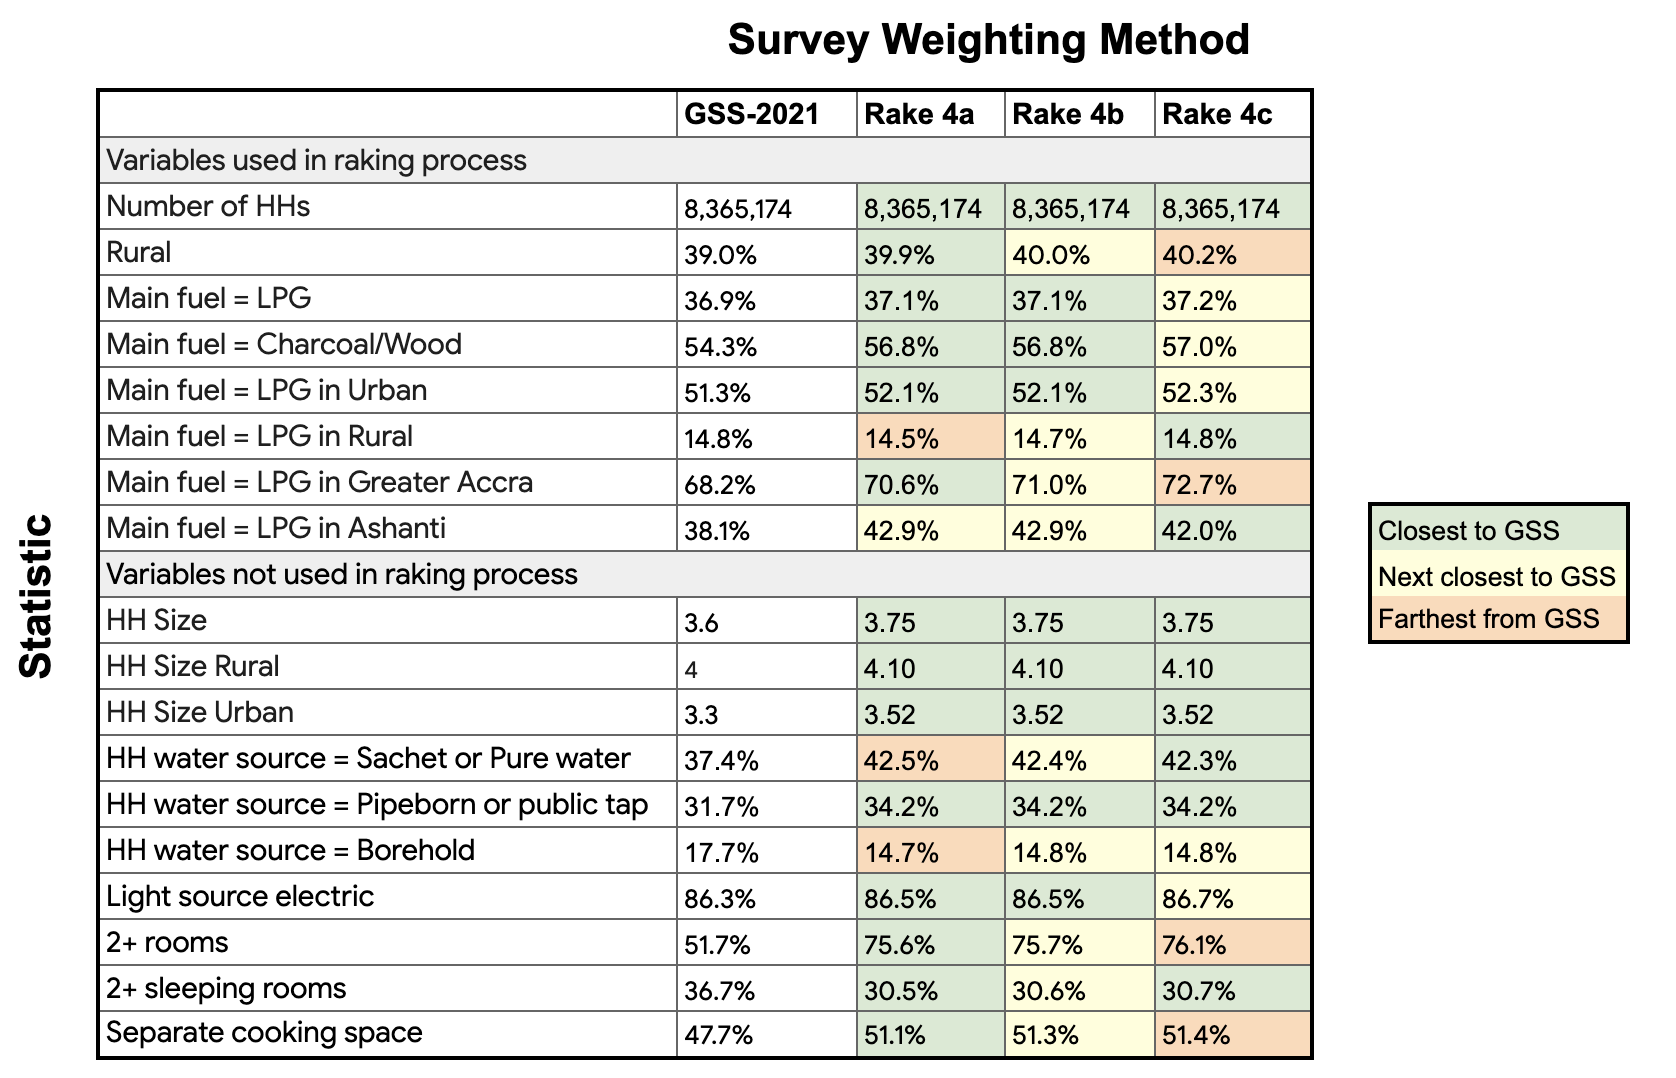 Survey Weighting Method
GSS-2021 Rake 4a Rake 4b Rake 4c
Variables used in raking process
Number of HHs 8,365,174 8,365,174 8,365,174 8,365,174
Rural 39.0% 39.9% 40.0% 40.2%
Main fuel = LPG 36.9% 37.1% 37.1% 37.2%
Main fuel = Charcoal/Wood 54.3% 56.8% 56.8% 57.0%
Main fuel = LPG in Urban 51.3% 52.1% 52.1% 52.3%
Main fuel = LPG in Rural 14.8% 14.5% 14.7% 14.8%
Main fuel = LPG in Greater Accra 68.2% 70.6% 71.0% 72.7%
Main fuel = LPG in Ashanti 38.1% 42.9% 42.9% 42.0%
Variables not used in raking process
HH Size 3.6 3.75 3.75 3.75
HH Size Rural 4 4.10 4.10 4.10
HH Size Urban 3.3 3.52 3.52 3.52
HH water source = Sachet or Pure water 37.4% 42.5% 42.4% 42.3%
HH water source = Pipeborn or public tap 31.7% 34.2% 34.2% 34.2%
HH water source = Borehold 17.7% 14.7% 14.8% 14.8%
Light source electric 86.3% 86.5% 86.5% 86.7%
2+ rooms 51.7% 75.6% 75.7% 76.1%
2+ sleeping rooms 36.7% 30.5% 30.6% 30.7%
Separate cooking space 47.7% 51.1% 51.3% 51.4%
Statistic
Closest to GSS
Next closest to GSS
Farthest from GSS